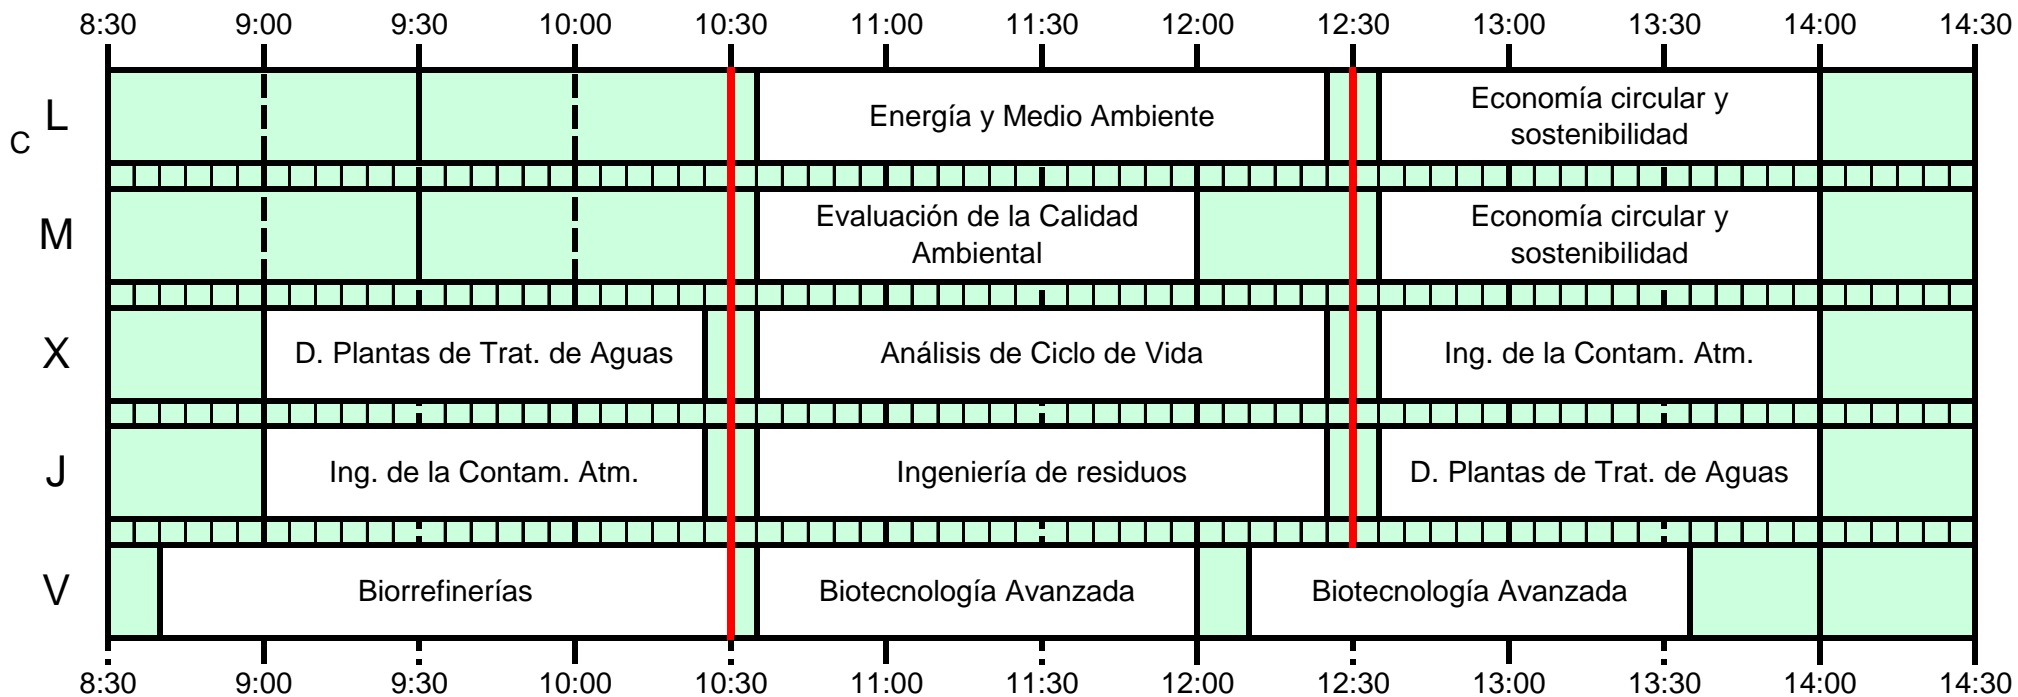 8:30 9:00 9:30 10:00 10:30 11:00 11:30 12:00 12:30 13:00 13:30 14:00 14:30
C
L
Energía y Medio Ambiente
Economía circular y
sostenibilidad
M
Evaluación de la Calidad
Ambiental
Economía circular y
sostenibilidad
X
D. Plantas de Trat. de Aguas
Análisis de Ciclo de Vida
Ing. de la Contam. Atm.
J
Ing. de la Contam. Atm.
Ingeniería de residuos
D. Plantas de Trat. de Aguas
V
Biorrefinerías
Biotecnología Avanzada
Biotecnología Avanzada
8:30 9:00 9:30 10:00 10:30 11:00 11:30 12:00 12:30 13:00 13:30 14:00 14:30